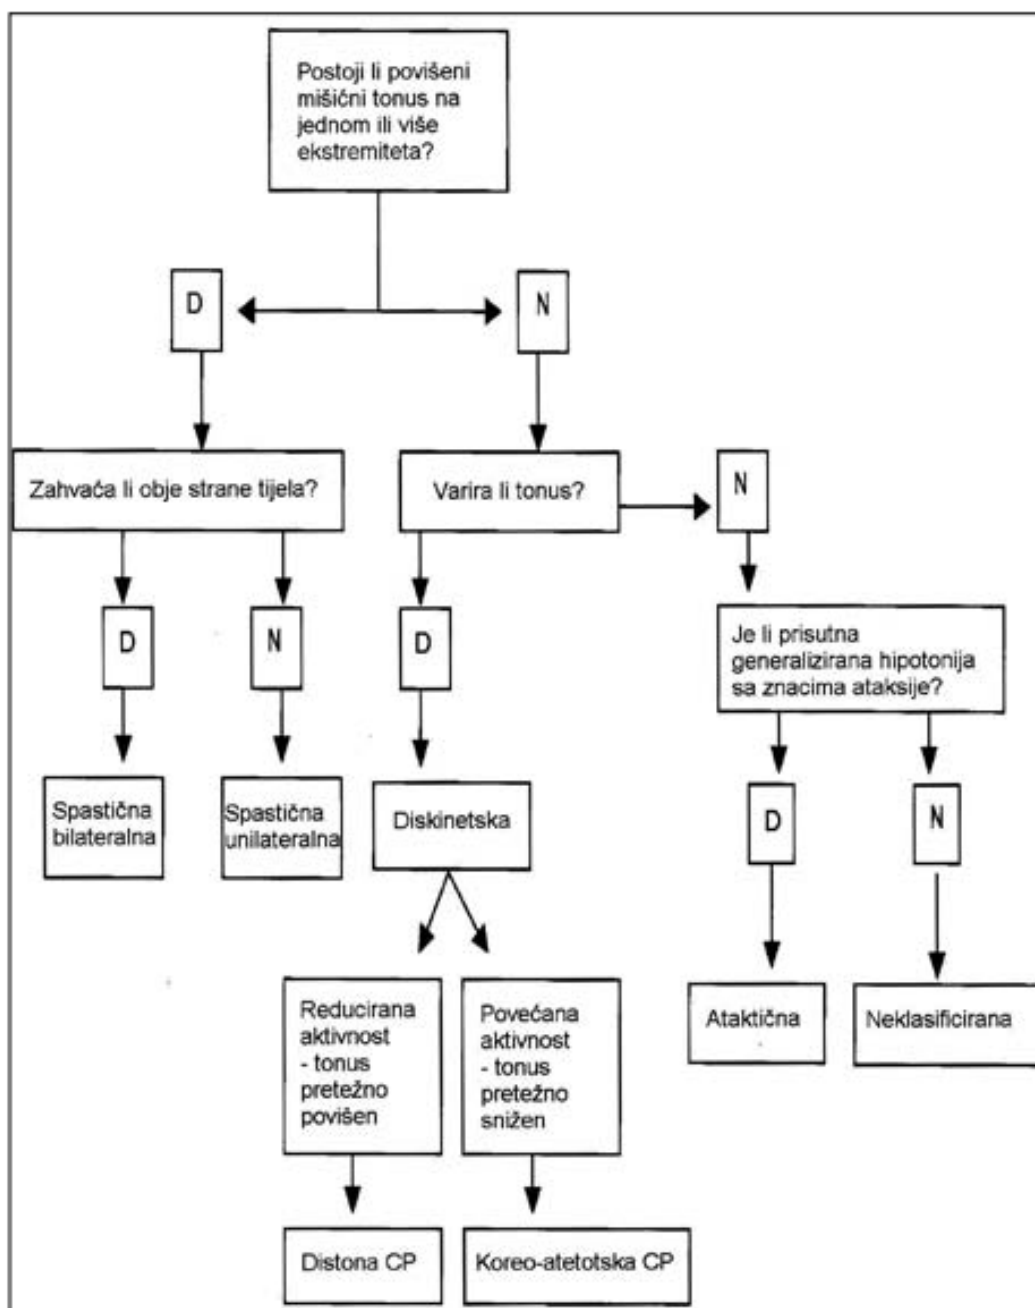 Postoji li povišeni
mišićni tonus na
jednom ili više
ekstremiteta?
D
N
Zahvaća li obje strane tijela?
Varira li tonus?
N
D
N
D
Je li prisutna
generalizirana hipotonija
sa znacima ataksije?
Spastična
bilateralna
Spastična
unilateralna
Diskinetska
D
N
Reducirana
aktivnost
- tonus
pretežno
povišen
Povećana
aktivnost
- tonus
pretežno
snižen
Ataktična
Neklasificirana
Distona CP
Koreo-atetotska CP